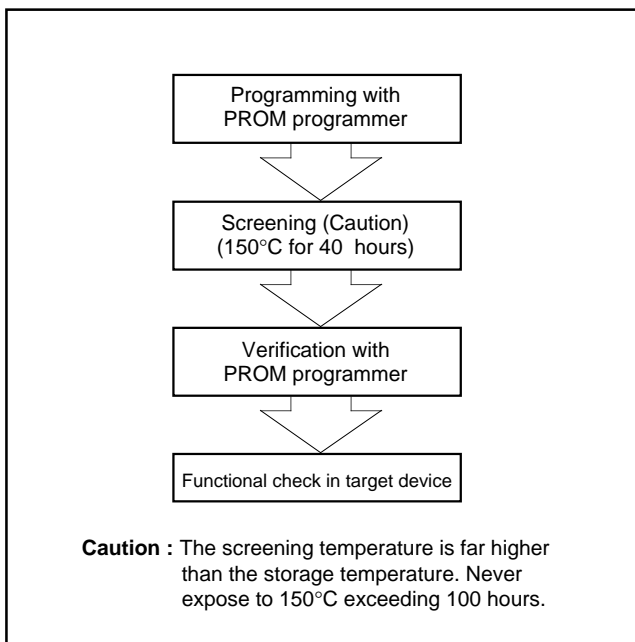 Programming with
PROM programmer
Screening (Caution)
(150°C for 40 hours)
Verification with
PROM programmer
Functional check in target device
Caution : The screening temperature is far higher
than the storage temperature. Never
expose to 150°C exceeding 100 hours.